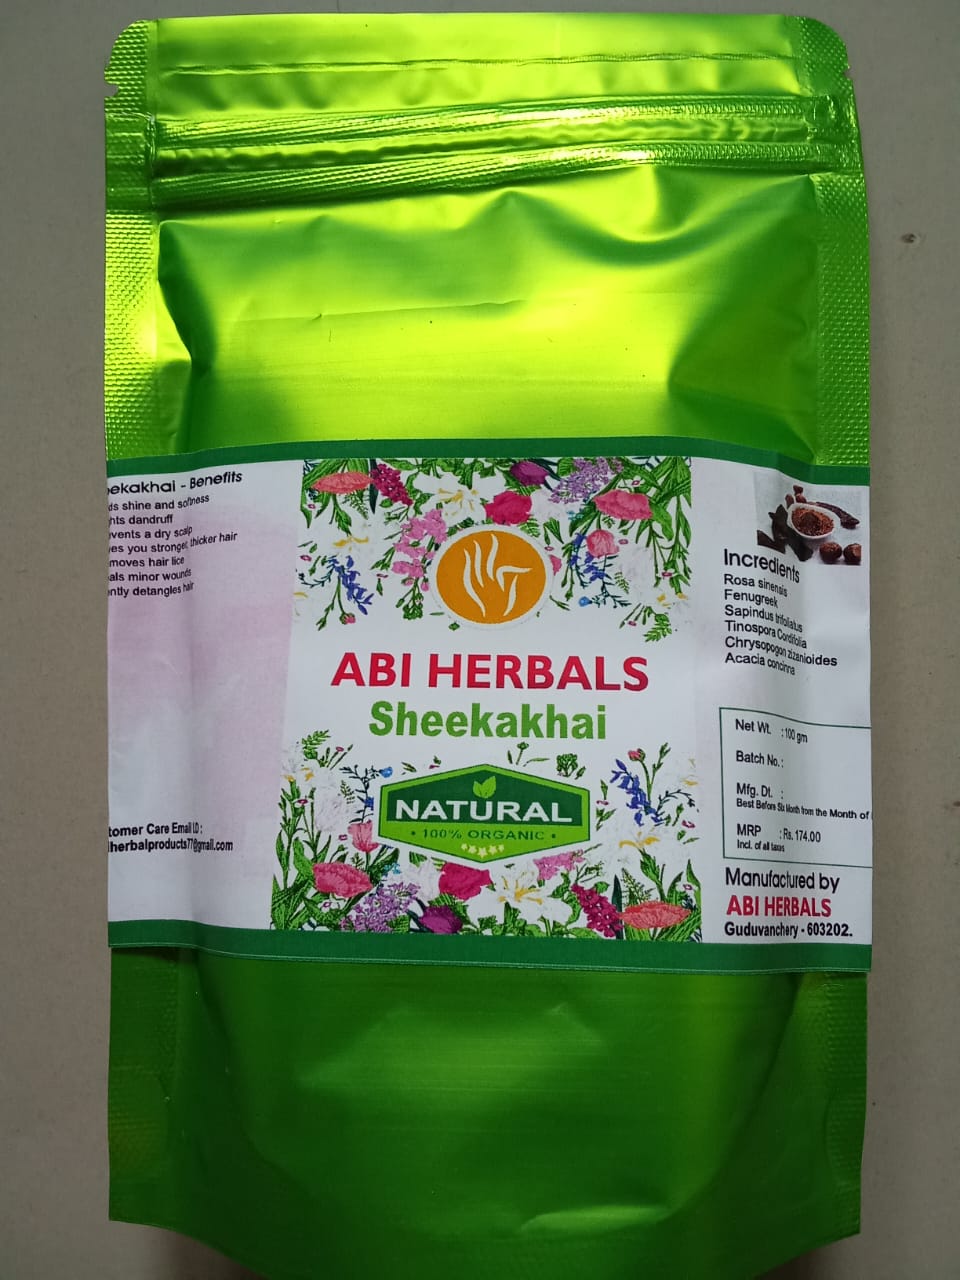 eekakhai - Benefits
ds shine and softness
hts dandruff
vents a dry scalp
es you stronger, thicker hair
moves hair lice
als minor wounds
ntly detangles hair
tomer Care Email I.D :
herbalproducts77@gmail.com
ABI HERBALS
Sheekakhai
NATURAL
• 100% ORGANIC •
Incredients
Rosa sinensis
Fenugreek
Sapindus trifoliatus
Tinospora Cordifolia
Chrysopogon zizanioides
Acacia concinna
Net Wt. : 100 gm
Batch No. :
Mfg. Dt. :
Best Before Six Month from the Month of
MRP : Rs. 174.00
Incl. of all taxes
Manufactured by
ABI HERBALS
Guduvanchery - 603202.